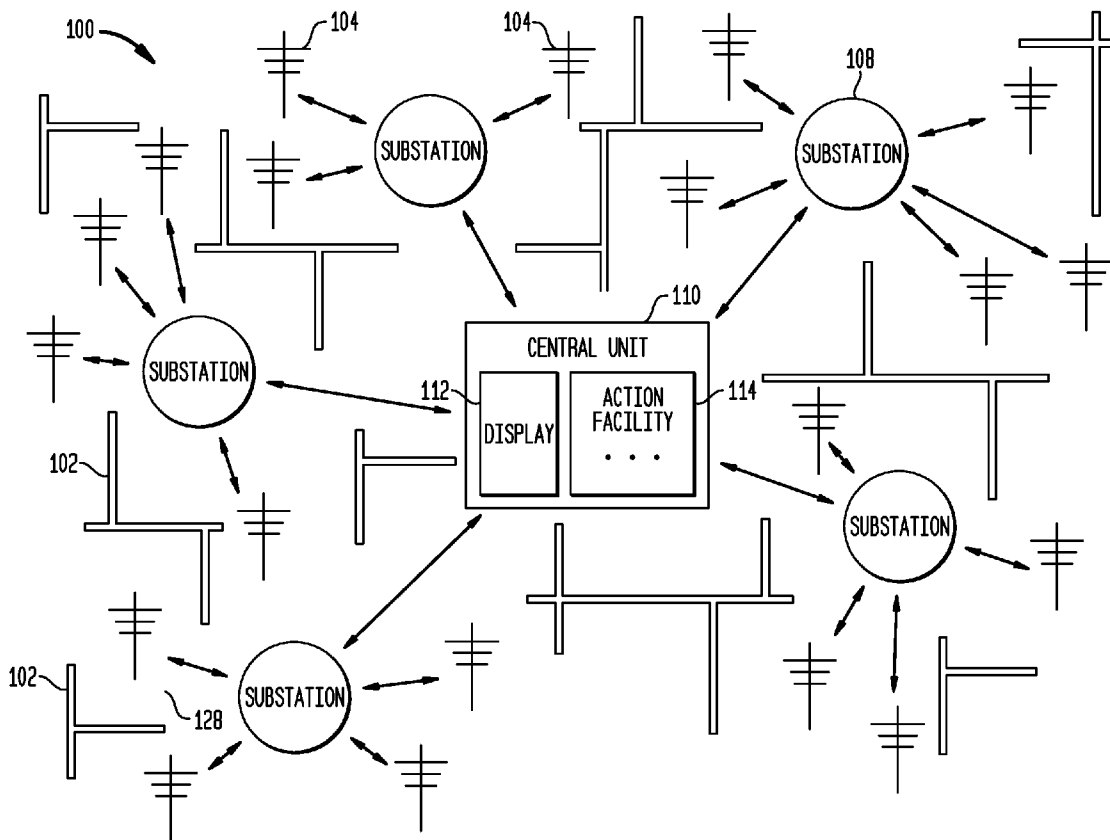 100
104
104
108
SUBSTATION
SUBSTATION
110
CENTRAL UNIT
SUBSTATION
112
DISPLAY
ACTION
FACILITY
. . .
114
102
SUBSTATION
102
128
SUBSTATION